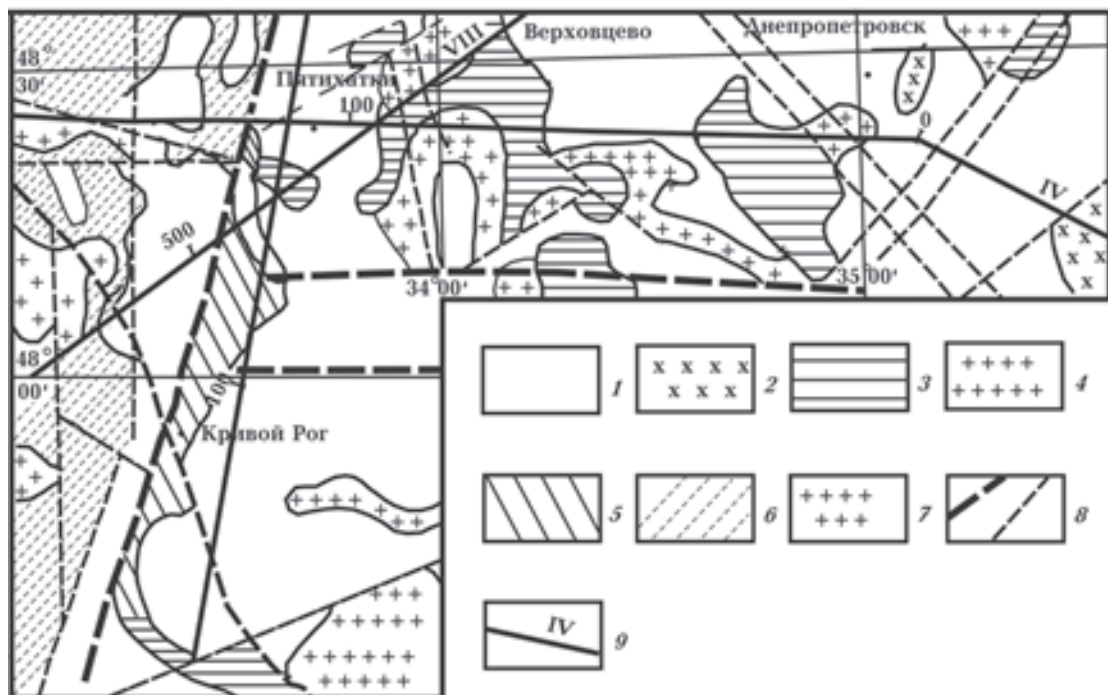 Верховцево
Днепропетровск
VIII
48°
30'
Пятихатки
100
0
IV
500
34°00'
35°00'
48°
00'
100
Кривой Рог
1
2
3
4
5
6
7
8
IV
9